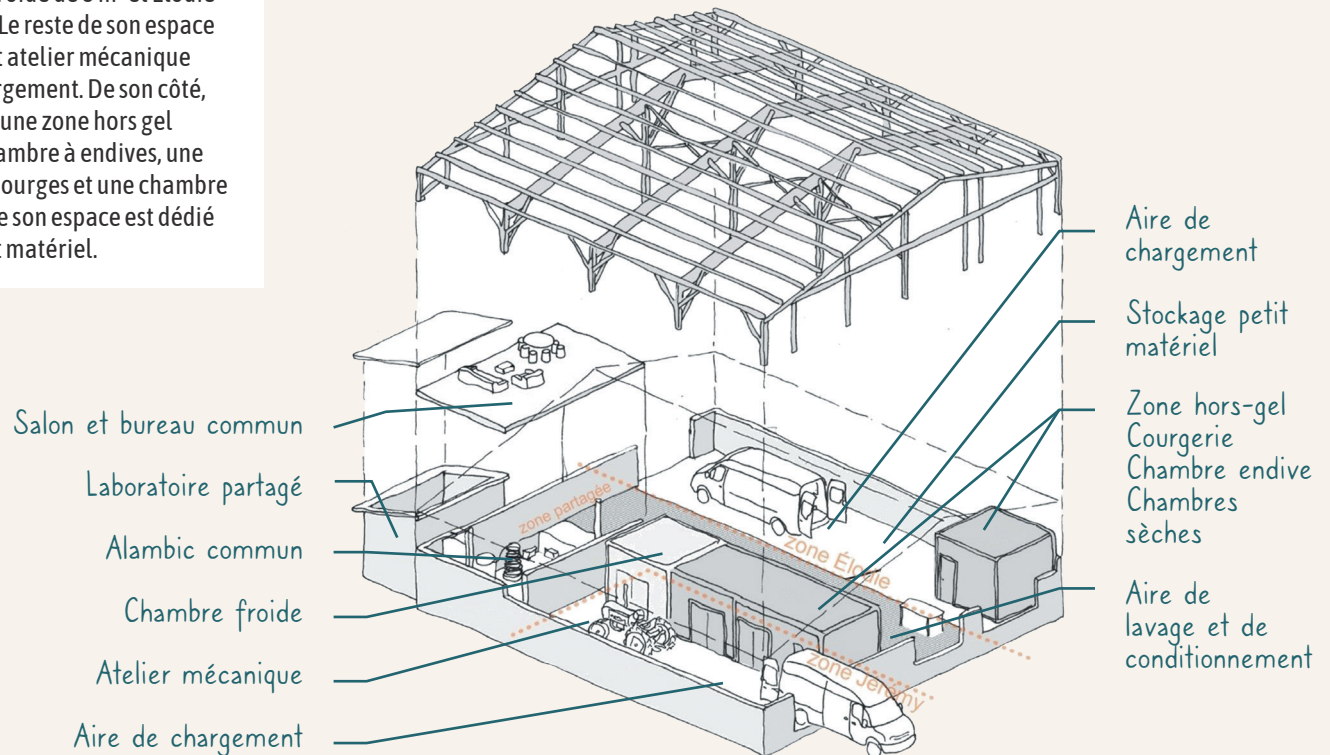 Le reste de son espace
t atelier mécanique
rgement. De son côté,
une zone hors gel
ambre à endives, une
ourges et une chambre
e son espace est dédié
t matériel.
Salon et bureau commun
Laboratoire partagé
Alambic commun
Chambre froide
Atelier mécanique
Aire de chargement
zone partagée
zone Élodie
zone Jérémy
Aire de
chargement
Stockage petit
matériel
Zone hors-gel
Courgerie
Chambre endive
Chambres
sèches
Aire de
lavage et de
conditionnement